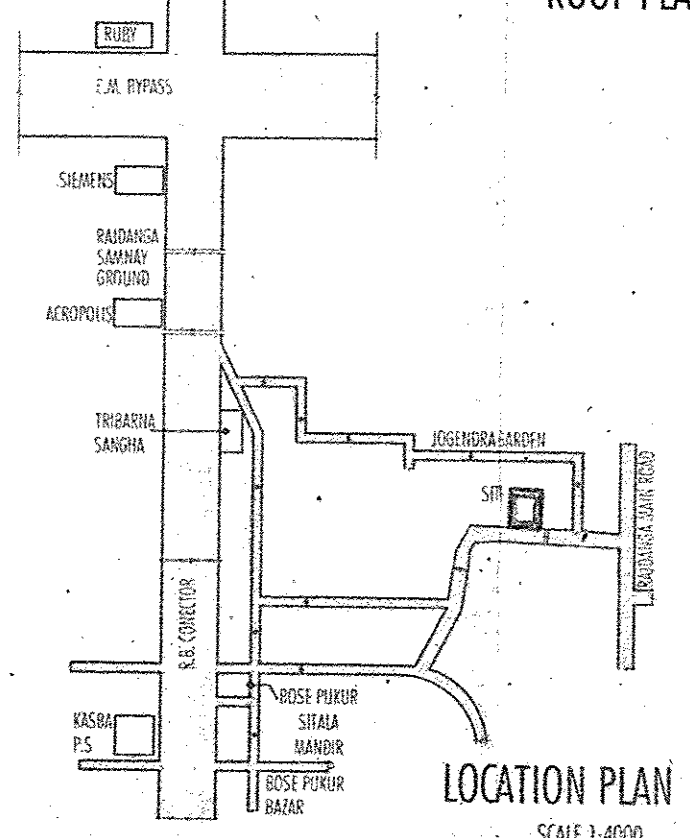 ROOF PLA
RUBY
E.M. BYPASS
SIEMENS
RAJDANGA
SAMNAY
GROUND
ACROPOLIS
TRIBARNA
SANGHA
JOGENDRA GARDEN
SIT
RAJDANGA MAIN ROAD
R.B. CONECTOR
BOSE PUKUR
SITALA
MANDIR
KASBA
P.S
BOSE PUKUR
BAZAR
LOCATION PLAN
SCALE 1:4000